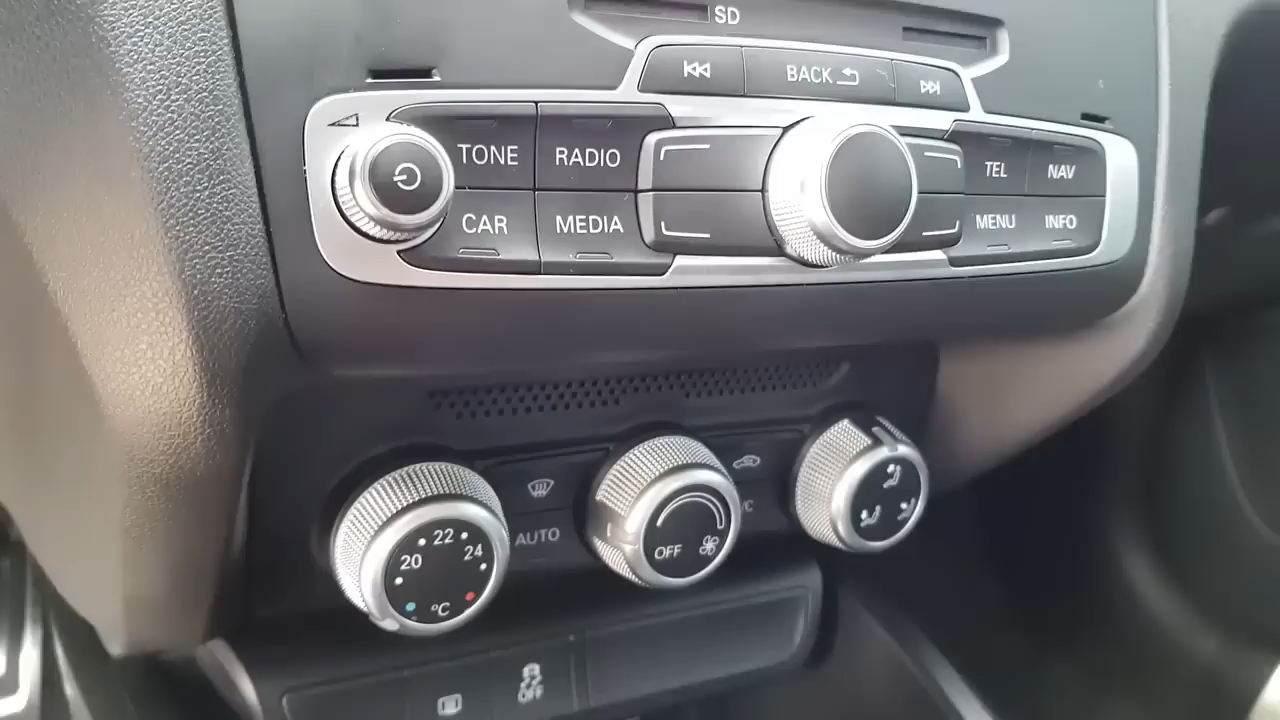 SD
BACK
TONE
RADIO
TEL
NAV
CAR
MEDIA
MENU
INFO
AUTO
/C
20
22
24
°C
OFF
OFF